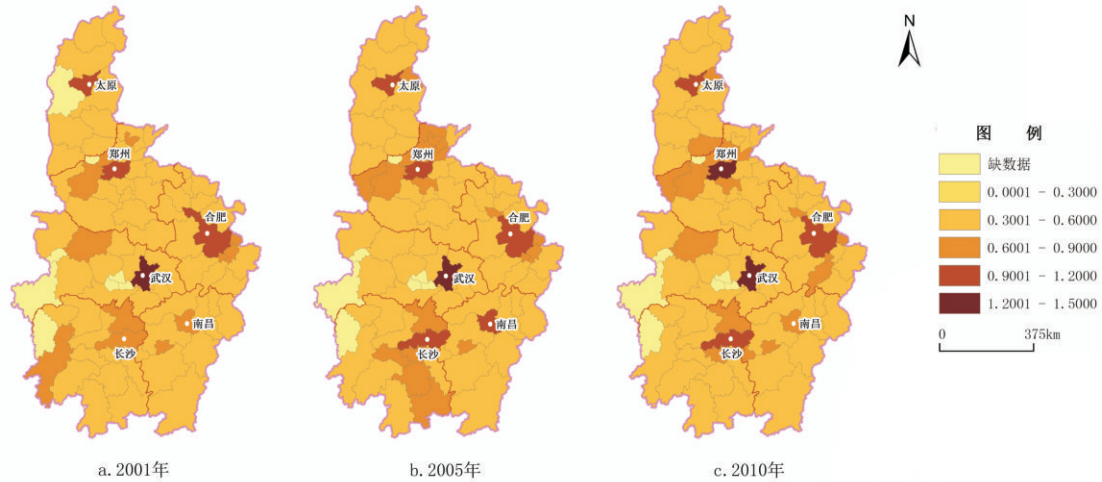 N
太原
郑州
合肥
武汉
南昌
长沙
太原
郑州
合肥
武汉
南昌
长沙
太原
郑州
合肥
武汉
南昌
长沙
图 例
缺数据
0.0001 - 0.3000
0.3001 - 0.6000
0.6001 - 0.9000
0.9001 - 1.2000
1.2001 - 1.5000
0 375km
a.2001年
b.2005年
c.2010年